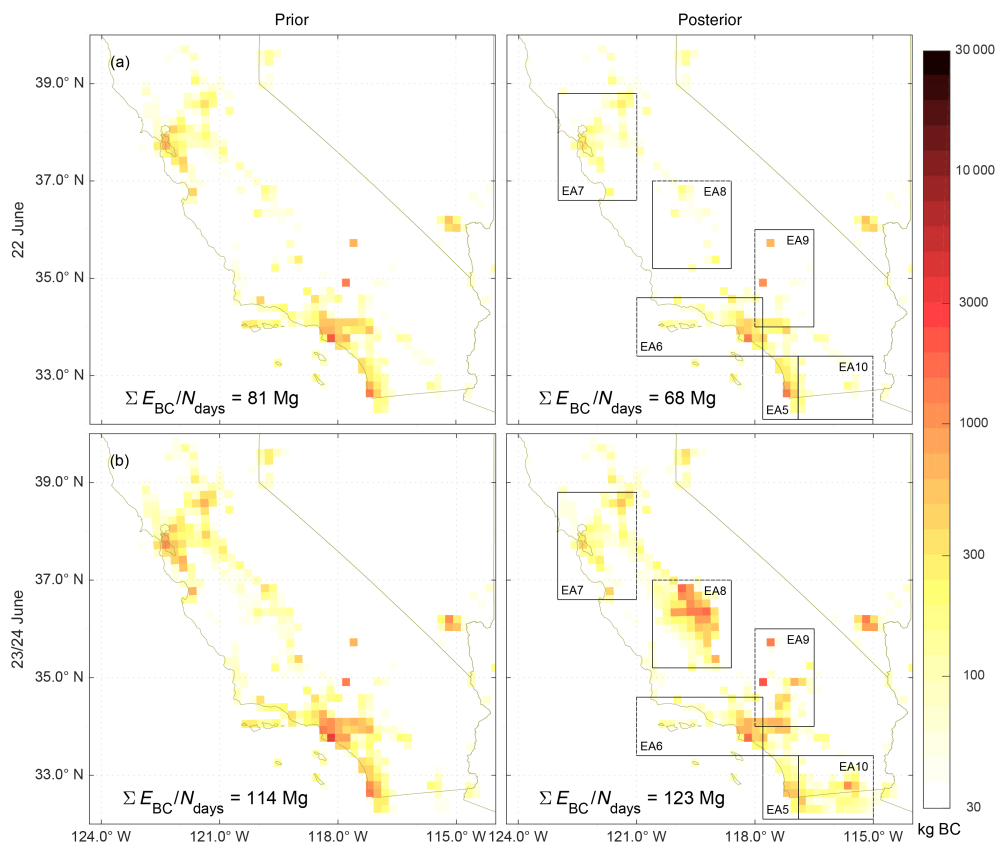 Prior
Posterior
(a)
39.0° N
37.0° N
35.0° N
33.0° N
22 June
Σ E_BC/N_days = 81 Mg
EA7
EA8
EA9
EA6
EA10
EA5
Σ E_BC/N_days = 68 Mg
(b)
39.0° N
37.0° N
35.0° N
33.0° N
23/24 June
Σ E_BC/N_days = 114 Mg
EA7
EA8
EA9
EA6
EA10
EA5
Σ E_BC/N_days = 123 Mg
124.0° W
121.0° W
118.0° W
115.0° W
124.0° W
121.0° W
118.0° W
115.0° W
30 000
10 000
3000
1000
300
100
30
kg BC